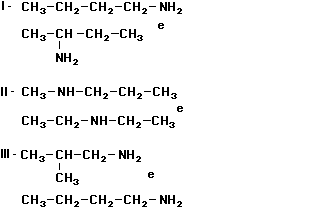 I - CH₃–CH₂–CH₂–CH₂–NH₂
e
CH₃–CH–CH₂–CH₃
NH₂
II - CH₃–NH–CH₂–CH₂–CH₃
e
CH₃–CH₂–NH–CH₂–CH₃
III - CH₃–CH–CH₂–NH₂
CH₃
e
CH₃–CH₂–CH₂–CH₂–NH₂